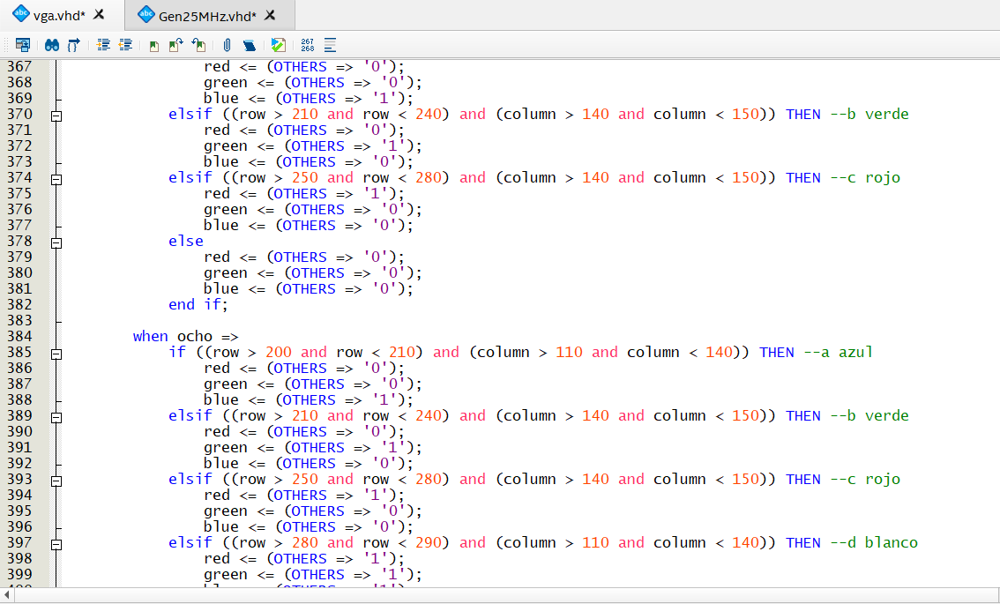 vga.vhd*
Gen25MHz.vhd*
267
268
367 red <= (OTHERS => '0');
368 green <= (OTHERS => '0');
369 blue <= (OTHERS => '1');
370 elsif ((row > 210 and row < 240) and (column > 140 and column < 150)) THEN --b verde
371 red <= (OTHERS => '0');
372 green <= (OTHERS => '1');
373 blue <= (OTHERS => '0');
374 elsif ((row > 250 and row < 280) and (column > 140 and column < 150)) THEN --c rojo
375 red <= (OTHERS => '1');
376 green <= (OTHERS => '0');
377 blue <= (OTHERS => '0');
378 else
379 red <= (OTHERS => '0');
380 green <= (OTHERS => '0');
381 blue <= (OTHERS => '0');
382 end if;
383
384 when ocho =>
385 if ((row > 200 and row < 210) and (column > 110 and column < 140)) THEN --a azul
386 red <= (OTHERS => '0');
387 green <= (OTHERS => '0');
388 blue <= (OTHERS => '1');
389 elsif ((row > 210 and row < 240) and (column > 140 and column < 150)) THEN --b verde
390 red <= (OTHERS => '0');
391 green <= (OTHERS => '1');
392 blue <= (OTHERS => '0');
393 elsif ((row > 250 and row < 280) and (column > 140 and column < 150)) THEN --c rojo
394 red <= (OTHERS => '1');
395 green <= (OTHERS => '0');
396 blue <= (OTHERS => '0');
397 elsif ((row > 280 and row < 290) and (column > 110 and column < 140)) THEN --d blanco
398 red <= (OTHERS => '1');
399 green <= (OTHERS => '1');